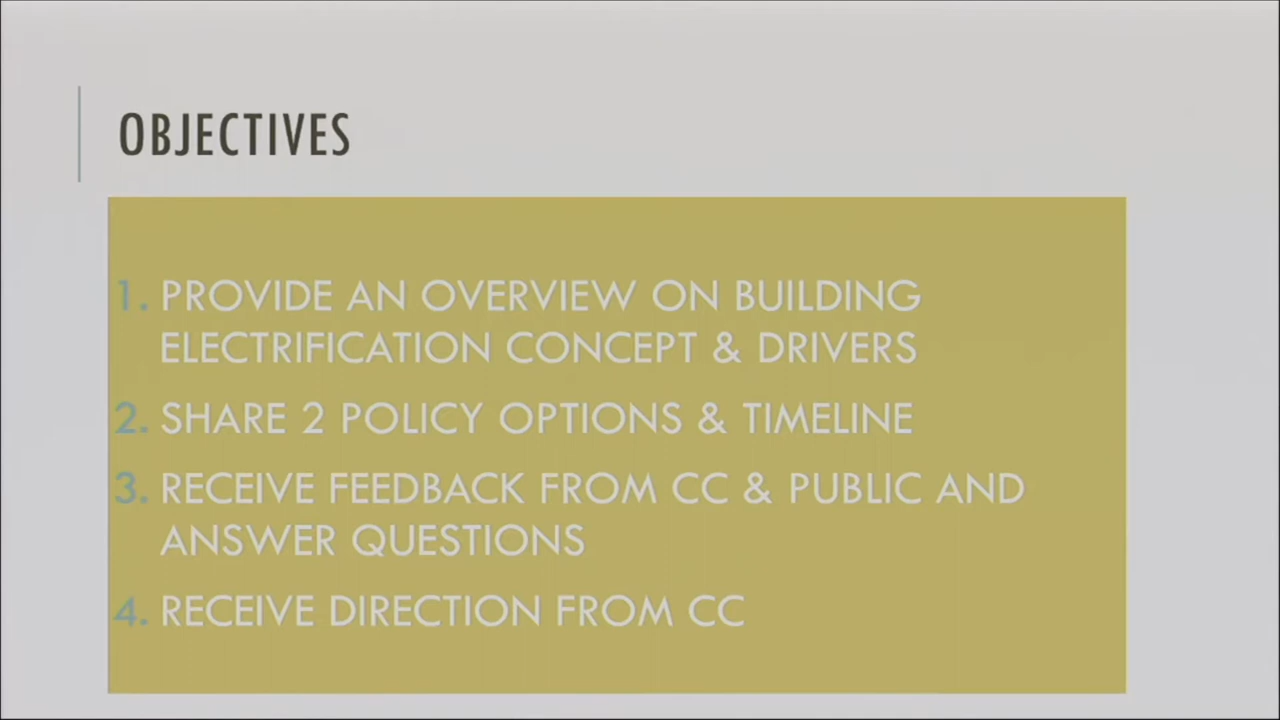 OBJECTIVES
1. PROVIDE AN OVERVIEW ON BUILDING
ELECTRIFICATION CONCEPT & DRIVERS
2. SHARE 2 POLICY OPTIONS & TIMELINE
3. RECEIVE FEEDBACK FROM CC & PUBLIC AND
ANSWER QUESTIONS
4. RECEIVE DIRECTION FROM CC